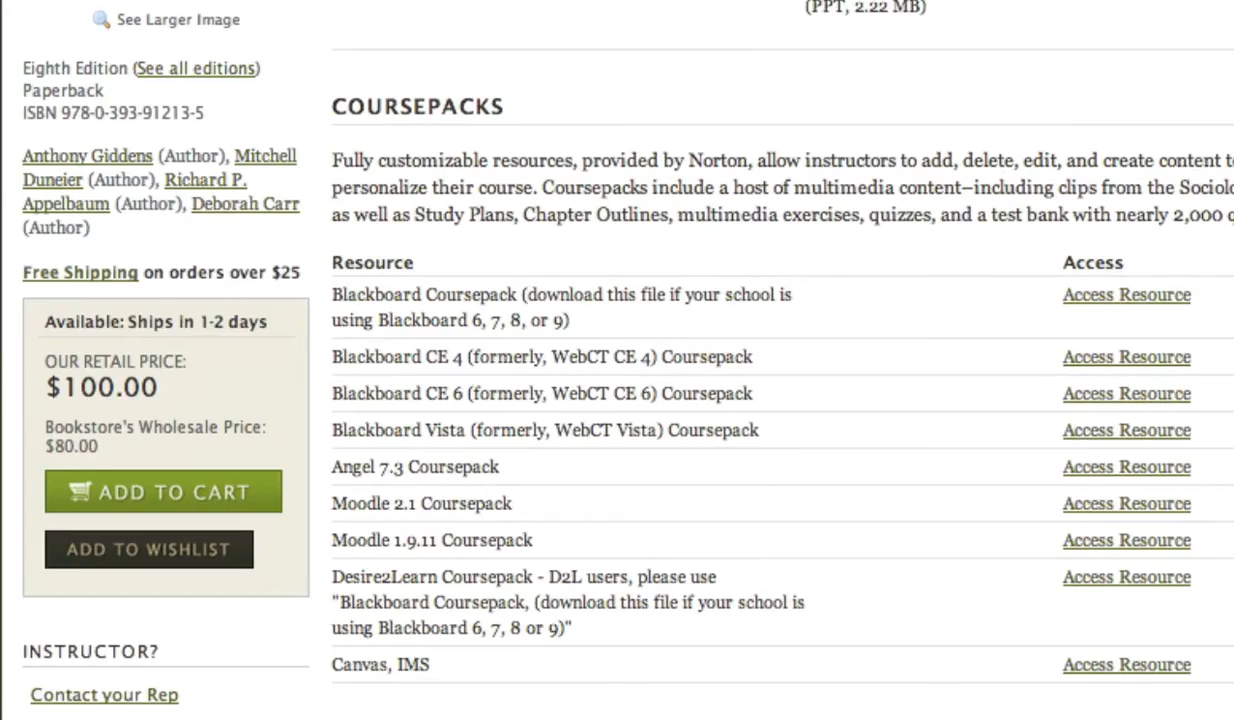 See Larger Image
(PPT, 2.22 MB)
Eighth Edition (See all editions)
Paperback
ISBN 978-0-393-91213-5
Anthony Giddens (Author), Mitchell
Duneier (Author), Richard P.
Appelbaum (Author), Deborah Carr
(Author)
Free Shipping on orders over $25
Available: Ships in 1-2 days
OUR RETAIL PRICE:
$100.00
Bookstore's Wholesale Price:
$80.00
ADD TO CART
ADD TO WISHLIST
INSTRUCTOR?
Contact your Rep
COURSEPACKS
Fully customizable resources, provided by Norton, allow instructors to add, delete, edit, and create content
personalize their course. Coursepacks include a host of multimedia content–including clips from the
as well as Study Plans, Chapter Outlines, multimedia exercises, quizzes, and a test bank with nearly 2,000
Resource Access
Blackboard Coursepack (download this file if your school is Access Resource
using Blackboard 6, 7, 8, or 9)
Blackboard CE 4 (formerly, WebCT CE 4) Coursepack Access Resource
Blackboard CE 6 (formerly, WebCT CE 6) Coursepack Access Resource
Blackboard Vista (formerly, WebCT Vista) Coursepack Access Resource
Angel 7.3 Coursepack Access Resource
Moodle 2.1 Coursepack Access Resource
Moodle 1.9.11 Coursepack Access Resource
Desire2Learn Coursepack - D2L users, please use Access Resource
"Blackboard Coursepack, (download this file if your school is
using Blackboard 6, 7, 8 or 9)"
Canvas, IMS Access Resource